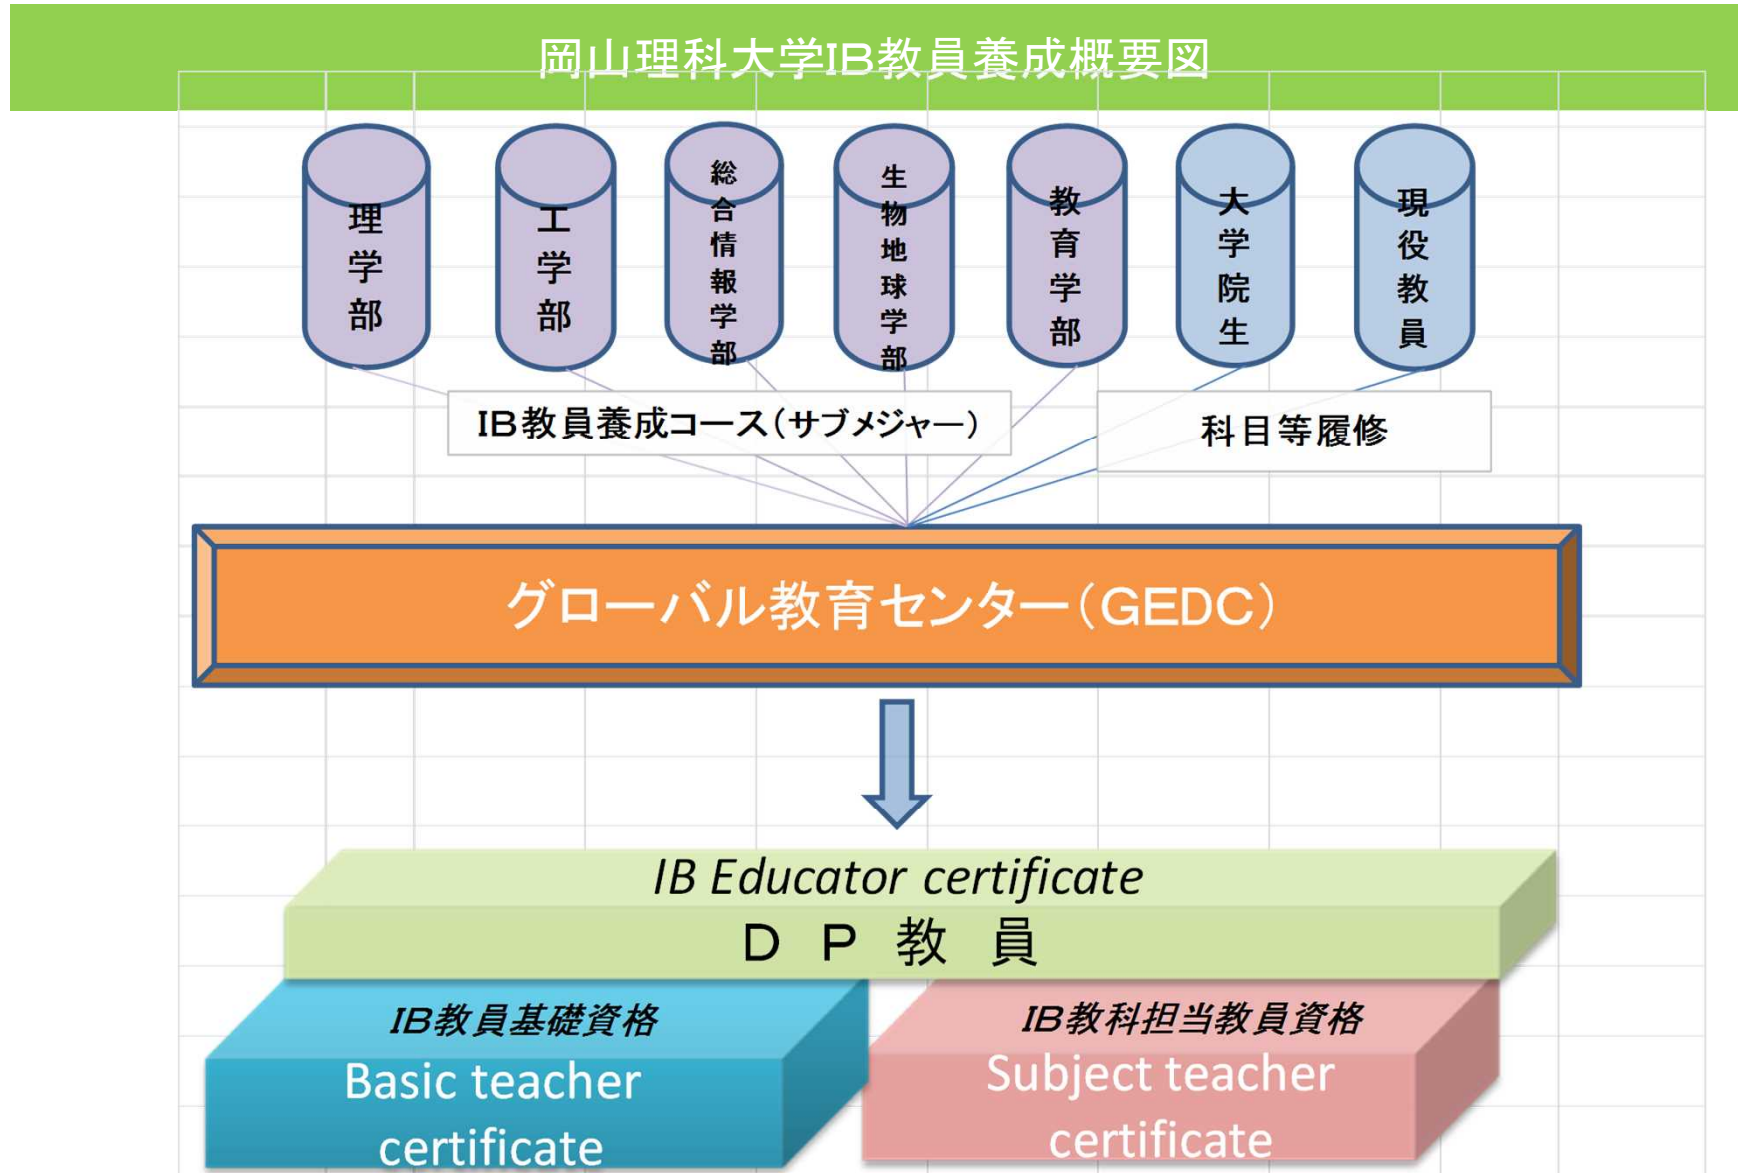 岡山理科大学IB教員養成概要図
理学部
工学部
総合情報学部
生物地球学部
教育学部
大学院生
現役教員
IB教員養成コース（サブメジャー）
科目等履修
グローバル教育センター（GEDC）
IB Educator certificate
ＤＰ教員
IB教員基礎資格
Basic teacher
certificate
IB教科担当教員資格
Subject teacher
certificate